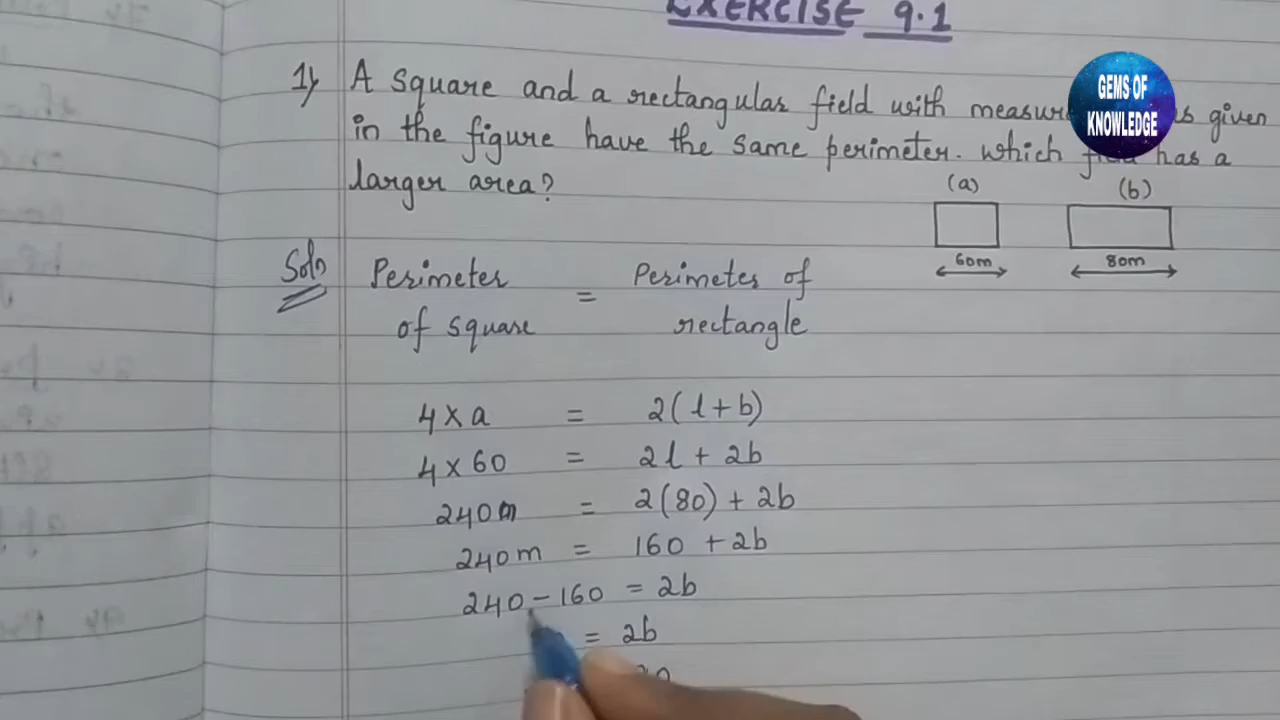 EXERCISE 9.1
1) A square and a rectangular field with given
in the figure have the same perimeter. which has a
larger area?
(a) (b)
60m 80m
Soln Perimeter = Perimeter of
of square rectangle
4 × a = 2(l + b)
4 × 60 = 2l + 2b
240m = 2(80) + 2b
240m = 160 + 2b
240 − 160 = 2b
= 2b
GEMS OF
KNOWLEDGE